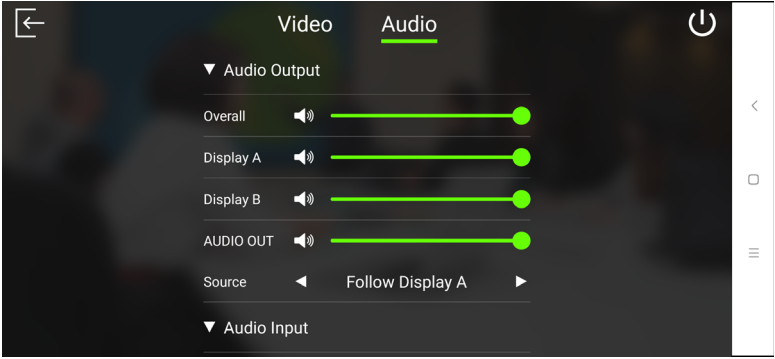 Video Audio
Audio Output
Overall
Display A
Display B
AUDIO OUT
Source Follow Display A
Audio Input